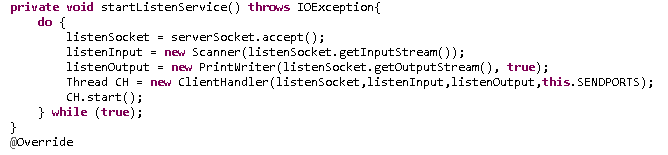 private void startListenService() throws IOException{
do {
listenSocket = serverSocket.accept();
listenInput = new Scanner(listenSocket.getInputStream());
listenOutput = new PrintWriter(listenSocket.getOutputStream(), true);
Thread CH = new ClientHandler(listenSocket,listenInput,listenOutput,this.SENDPORTS);
CH.start();
} while (true);
}
@Override